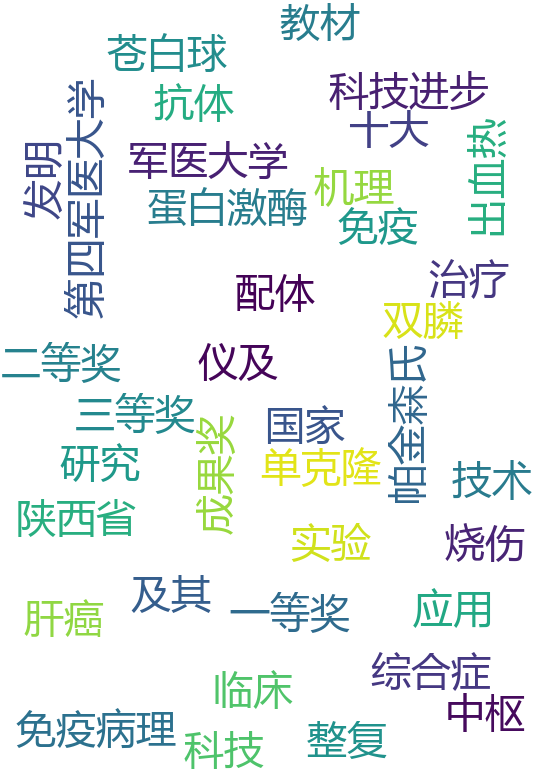 教材
苍白球
科技进步
抗体
十大
第四军医大学
发明
军医大学
出血热
机理
蛋白激酶
免疫
治疗
配体
双膦
二等奖
仪及
帕金森氏
三等奖
国家
成果奖
研究
单克隆
技术
陕西省
实验
烧伤
肝癌
及其
一等奖
应用
综合症
临床
中枢
免疫病理
科技
整复